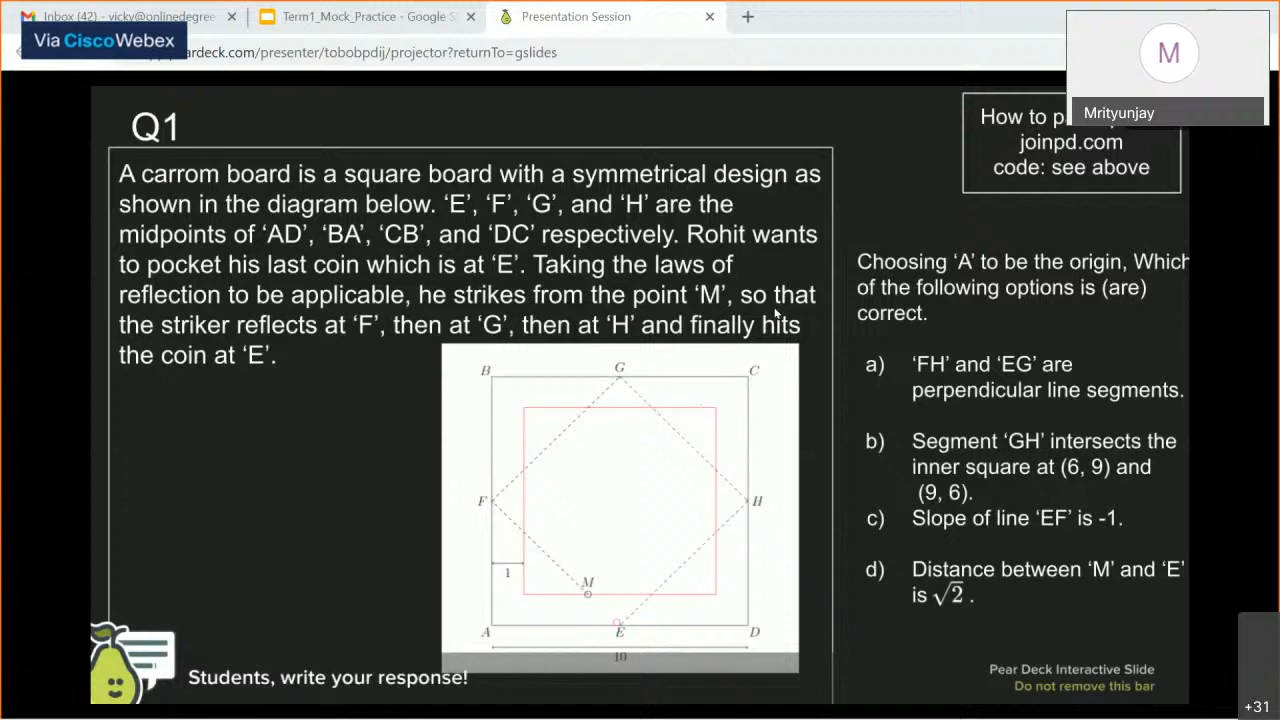 Inbox (42) - vicky@onlinedegree
Term1_Mock_Practice - Google S
Presentation Session
Via Cisco Webex
eardeck.com/presenter/tobobpdij/projector?returnTo=gslides
M
Mrityunjay
Q1
A carrom board is a square board with a symmetrical design as
shown in the diagram below. ‘E’, ‘F’, ‘G’, and ‘H’ are the
midpoints of ‘AD’, ‘BA’, ‘CB’, and ‘DC’ respectively. Rohit wants
to pocket his last coin which is at ‘E’. Taking the laws of
reflection to be applicable, he strikes from the point ‘M’, so that
the striker reflects at ‘F’, then at ‘G’, then at ‘H’ and finally hits
the coin at ‘E’.
B G C
F H
1
M
A E D
10
How to
joinpd.com
code: see above
Choosing ‘A’ to be the origin, Which
of the following options is (are)
correct.
a) ‘FH’ and ‘EG’ are
perpendicular line segments.
b) Segment ‘GH’ intersects the
inner square at (6, 9) and
(9, 6).
c) Slope of line ‘EF’ is -1.
d) Distance between ‘M’ and ‘E’
is √2 .
Students, write your response!
Pear Deck Interactive Slide
Do not remove this bar
+31